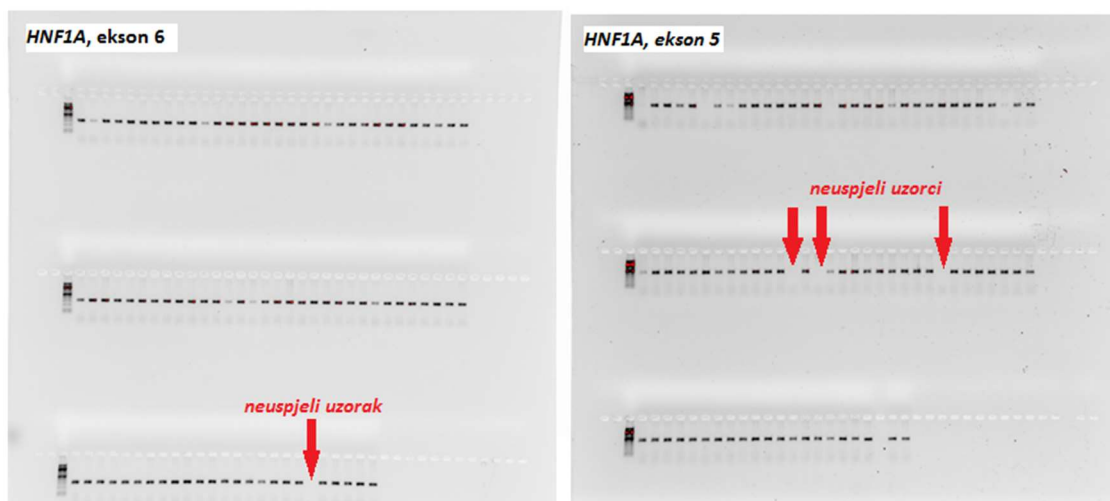 HNF1A, ekson 6
neuspjeli uzorak
HNF1A, ekson 5
neuspjeli uzorci